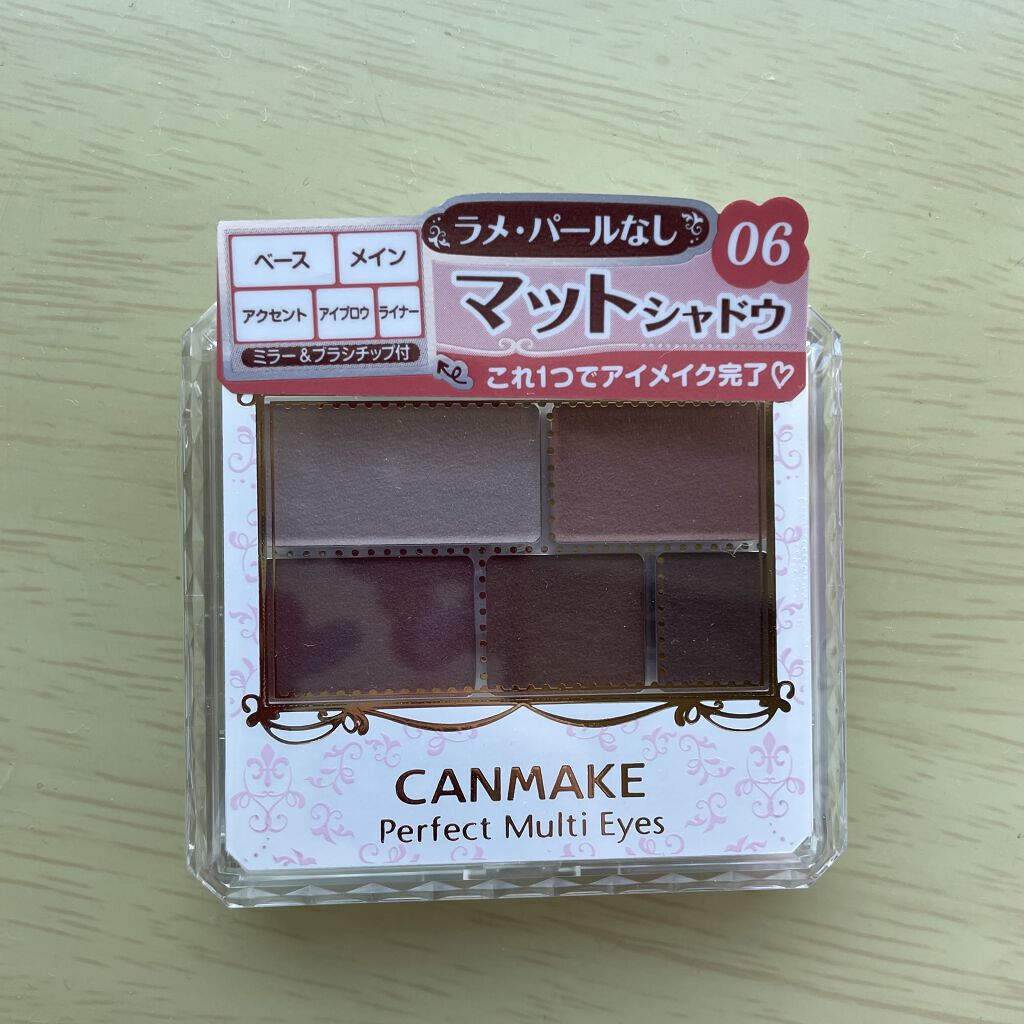 ラメ・パールなし
06
マットシャドウ
これ1つでアイメイク完了♡
ベース メイン
アクセント アイブロウ ライナー
ミラー&ブラシチップ付
CANMAKE
Perfect Multi Eyes